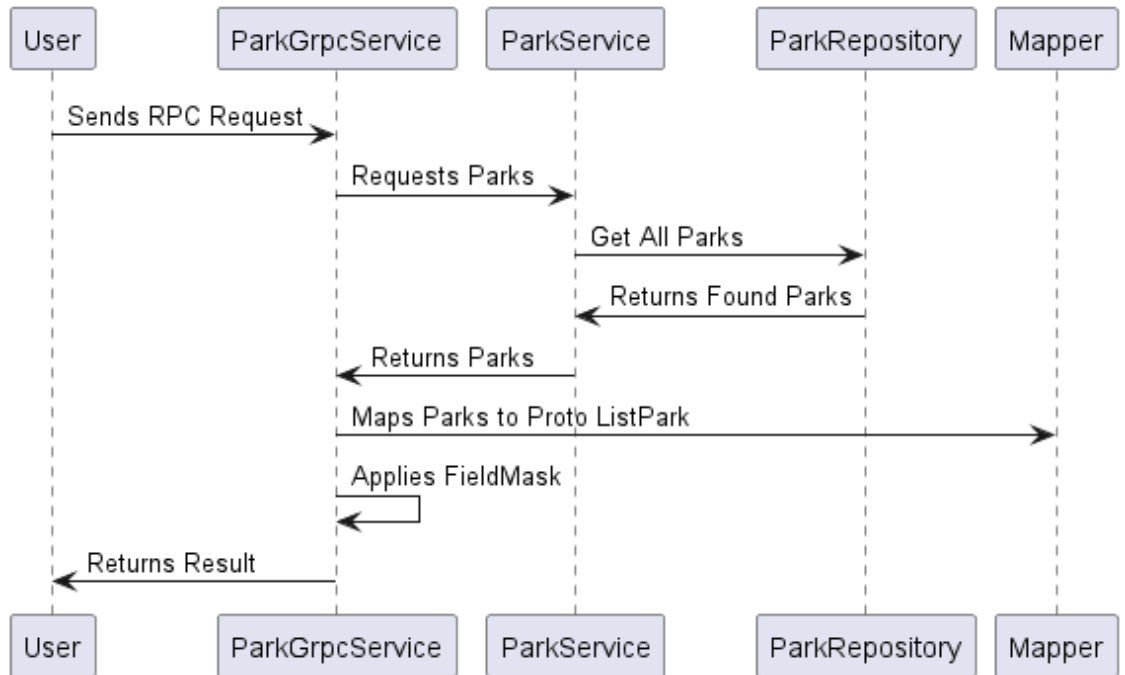 User
ParkGrpcService
ParkService
ParkRepository
Mapper
Sends RPC Request
Requests Parks
Get All Parks
Returns Found Parks
Returns Parks
Maps Parks to Proto ListPark
Applies FieldMask
Returns Result
User
ParkGrpcService
ParkService
ParkRepository
Mapper